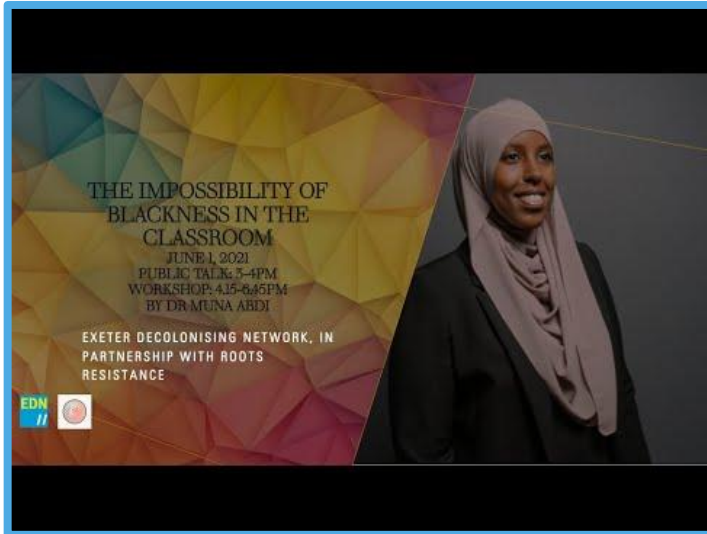 THE IMPOSSIBILITY OF
BLACKNESS IN THE
CLASSROOM
JUNE 1, 2021
PUBLIC TALK: 3-4PM
WORKSHOP: 4.15-6.45PM
BY DR MUNA ABDI
EXETER DECOLONISING NETWORK, IN
PARTNERSHIP WITH ROOTS
RESISTANCE
EDN
//